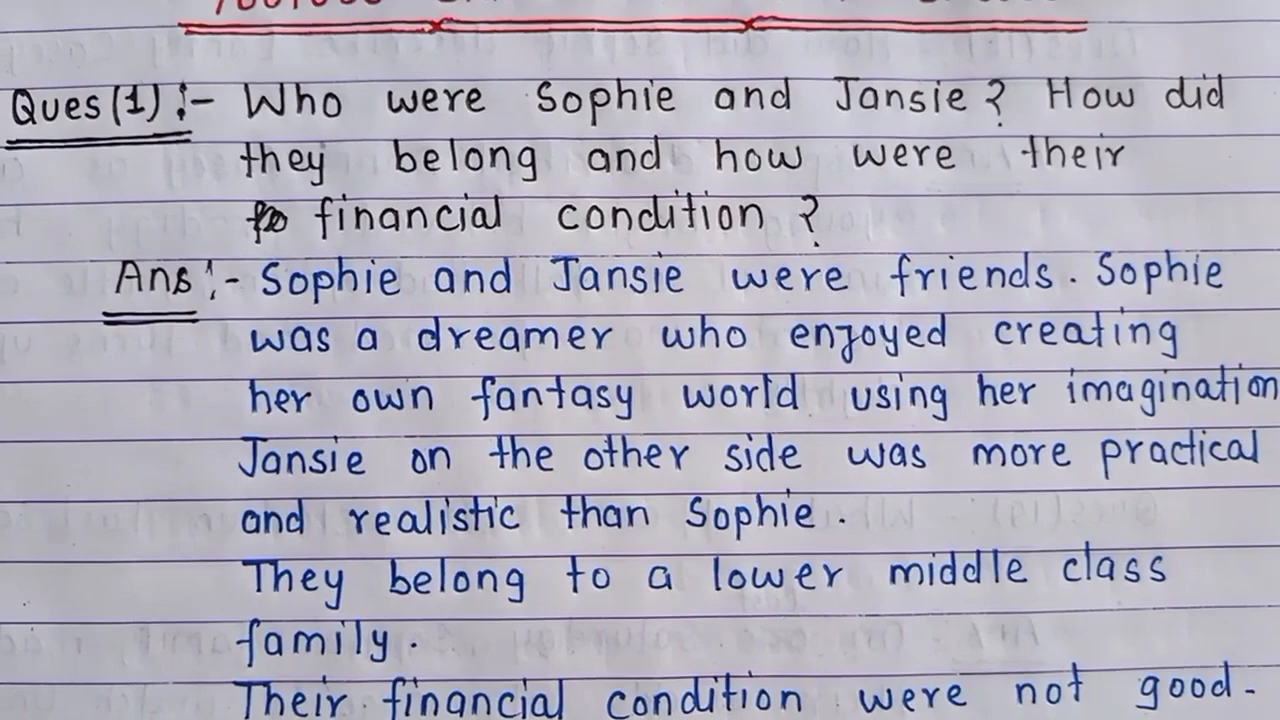 Ques(1):- Who were Sophie and Jansie? How did
they belong and how were their
financial condition ?
Ans:- Sophie and Jansie were friends. Sophie
was a dreamer who enjoyed creating
her own fantasy world using her imagination
Jansie on the other side was more practical
and realistic than Sophie.
They belong to a lower middle class
family.
Their financial condition were not good-